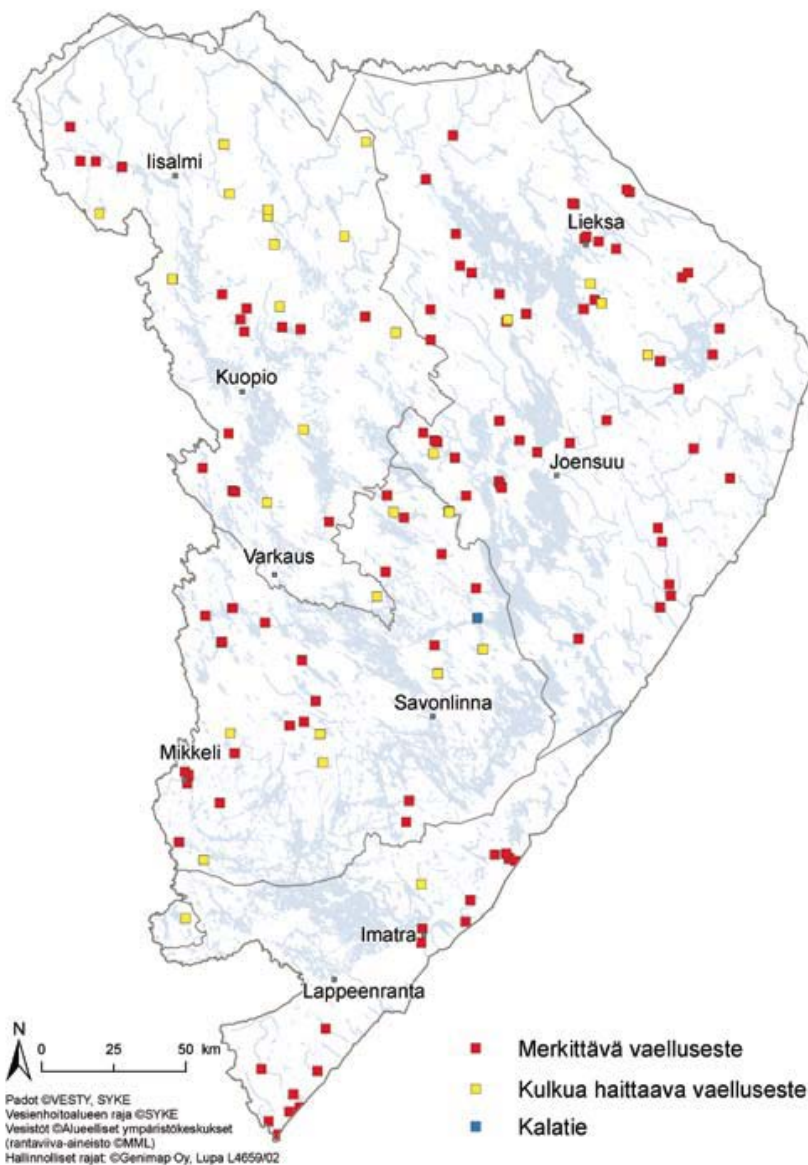 Iisalmi
Lieksa
Kuopio
Joensuu
Varkaus
Savonlinna
Mikkeli
Imatra
Lappeenranta
N
0 25 50 km
Merkittävä vaelluseste
Kulkua haittaava vaelluseste
Kalatie
Padot ©VESTY, SYKE
Vesienhoitoalueen raja ©SYKE
Vesistöt ©Alueelliset ympäristökeskukset
(rantaviiva-aineisto ©MML)
Hallinnolliset rajat: ©Genimap Oy, Lupa L4659/02